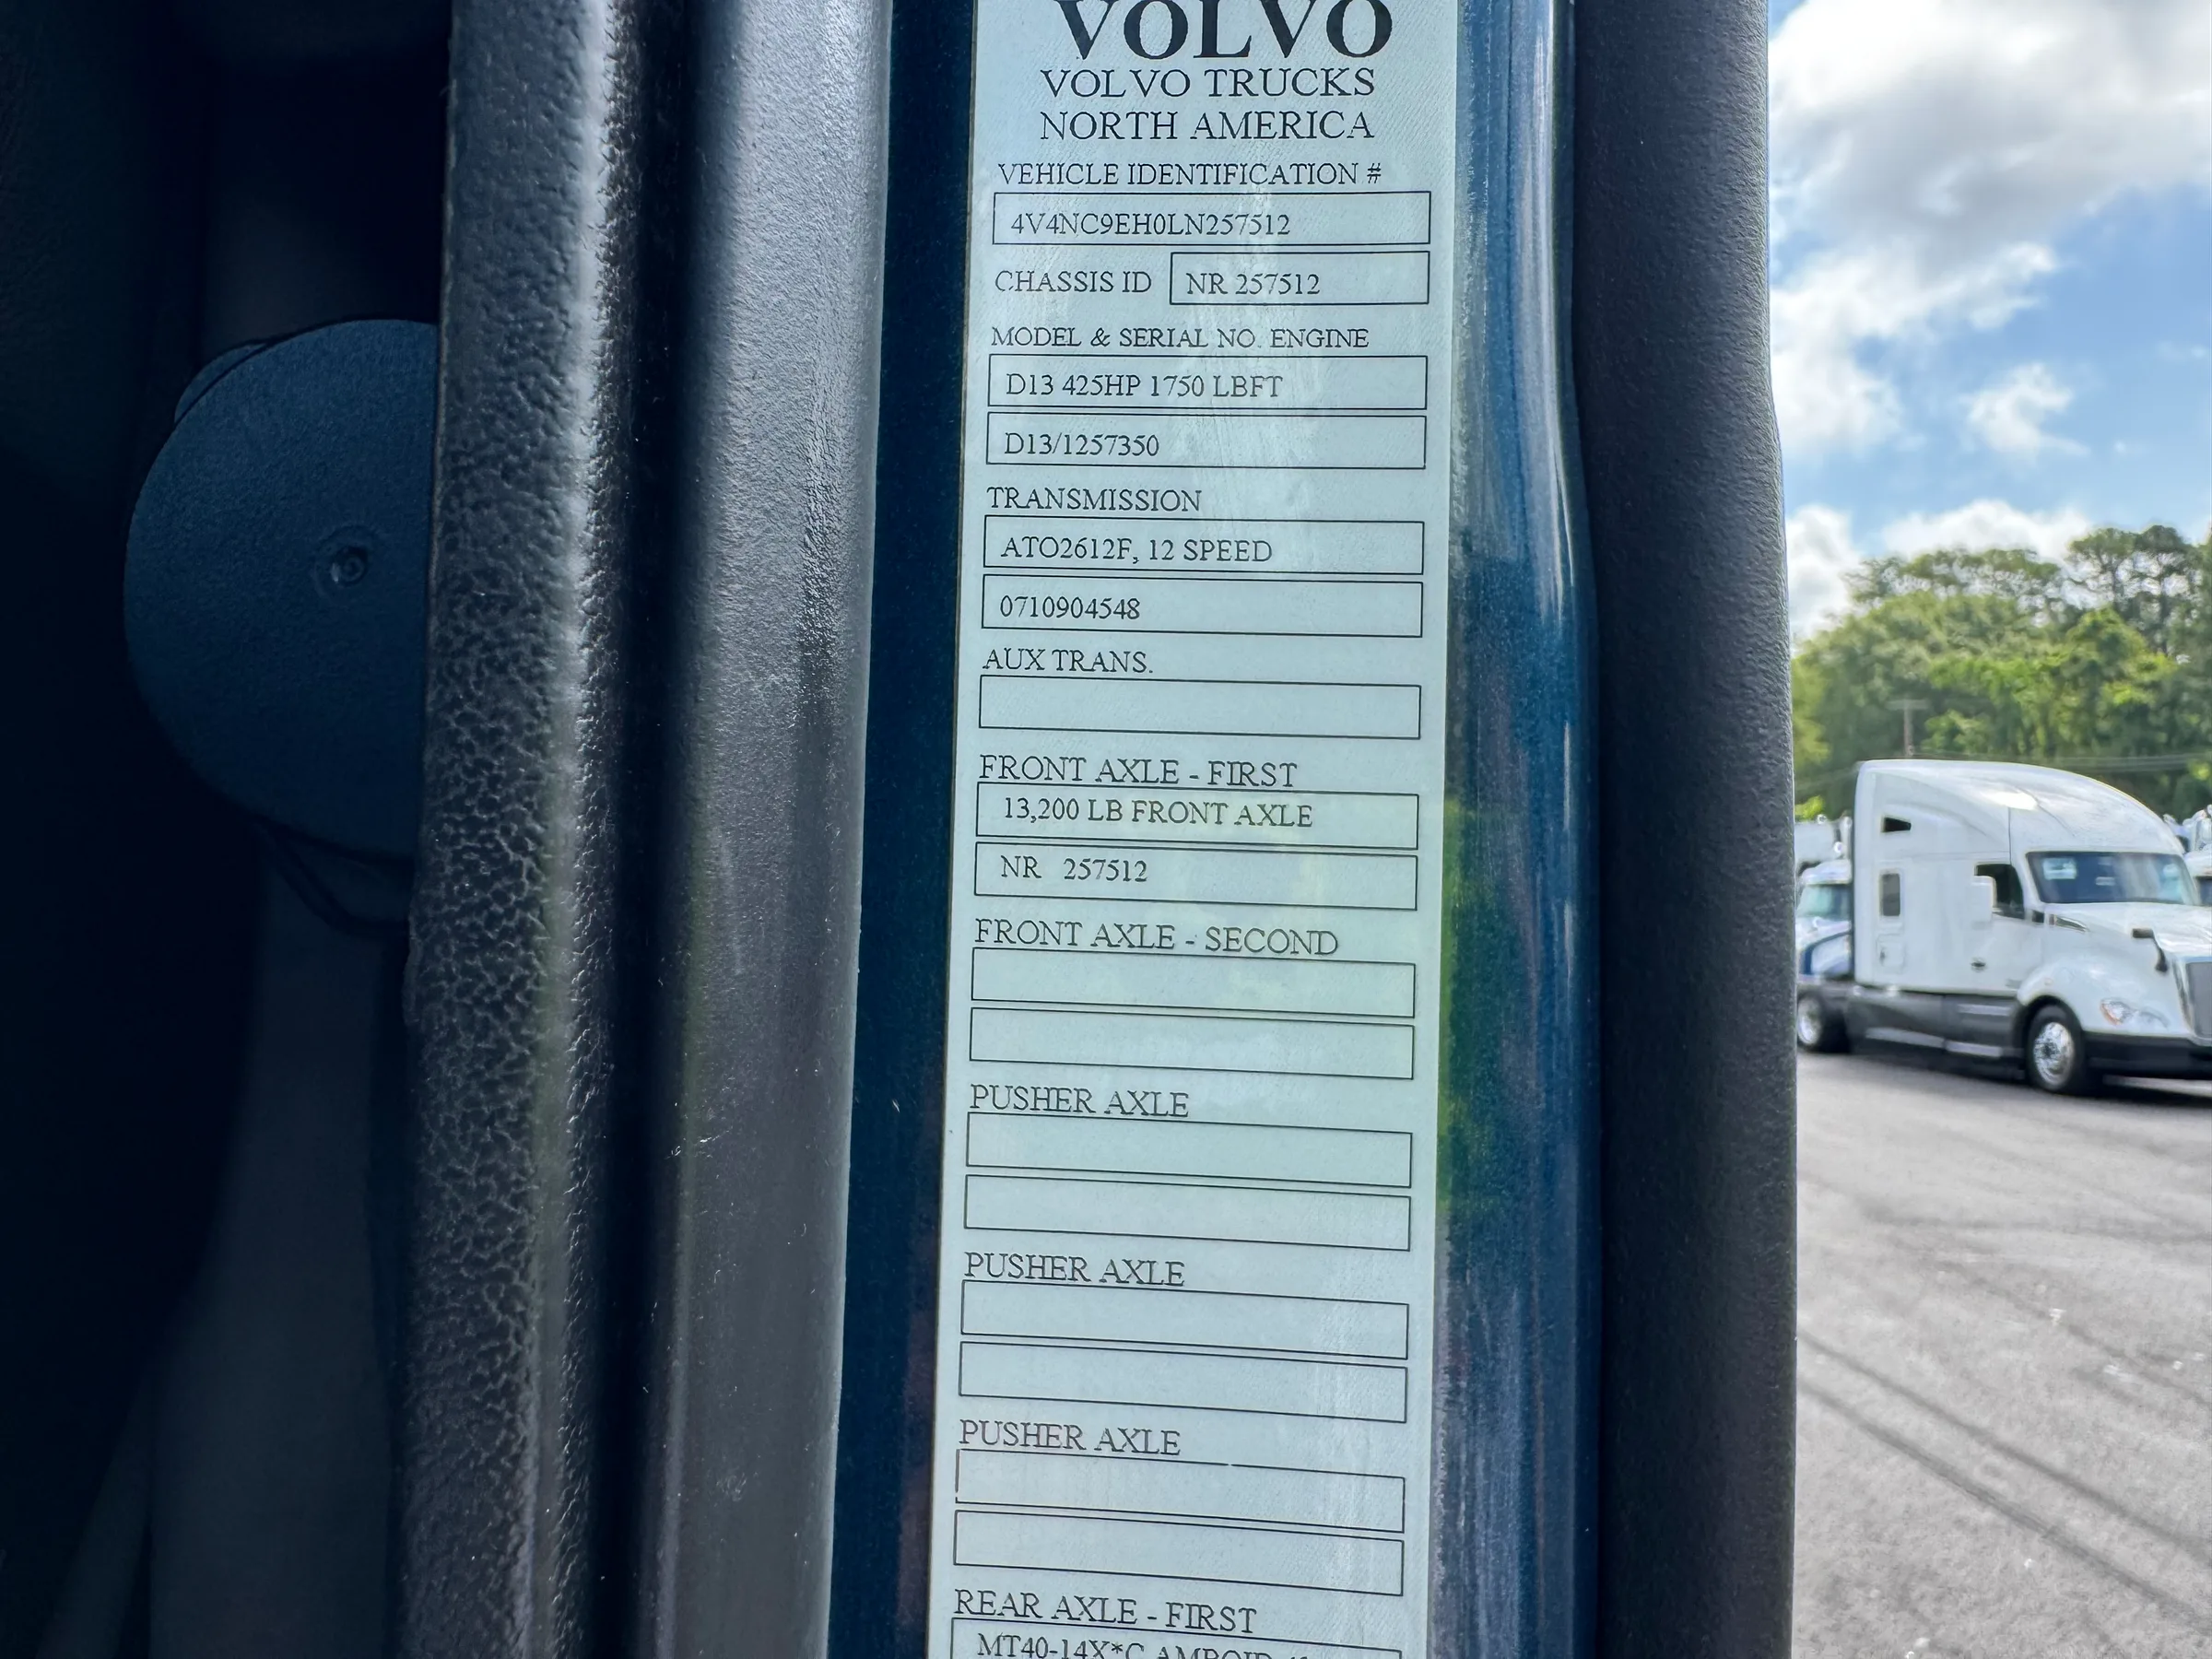 VOLVO
VOLVO TRUCKS
NORTH AMERICA
VEHICLE IDENTIFICATION #
4V4NC9EH0LN257512
CHASSIS ID NR 257512
MODEL & SERIAL NO. ENGINE
D13 425HP 1750 LBFT
D13/1257350
TRANSMISSION
ATO2612F, 12 SPEED
0710904548
AUX TRANS.
FRONT AXLE - FIRST
13,200 LB FRONT AXLE
NR 257512
FRONT AXLE - SECOND
PUSHER AXLE
PUSHER AXLE
PUSHER AXLE
REAR AXLE - FIRST
MT40-14X*C